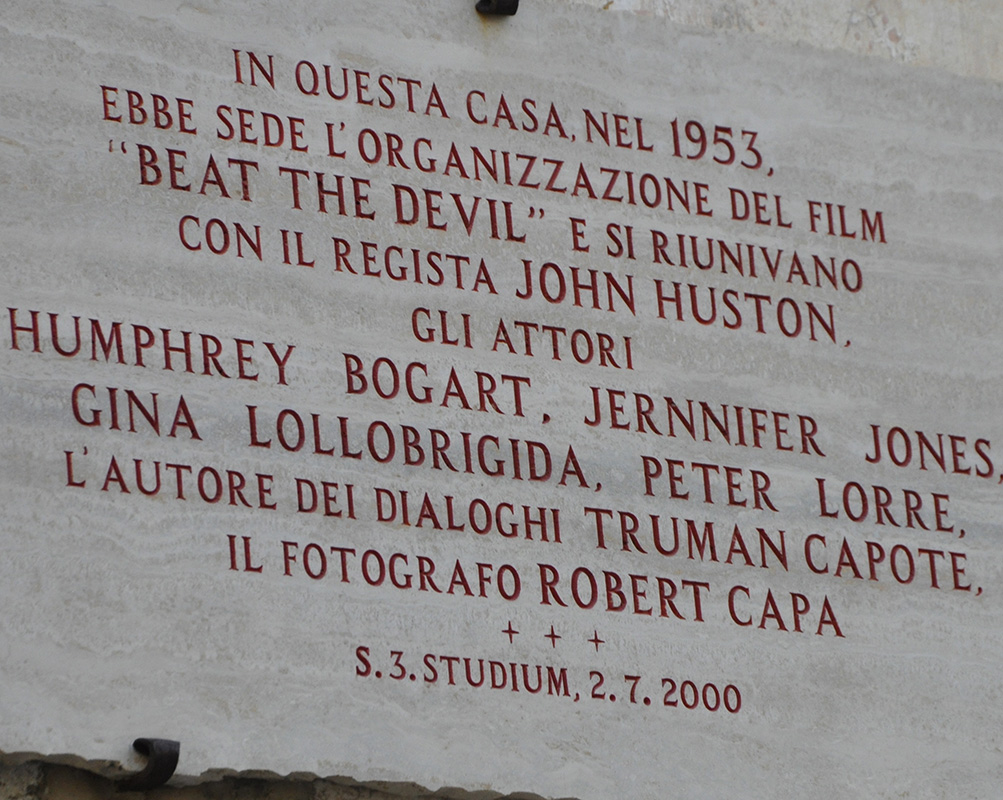 IN QUESTA CASA, NEL 1953,
EBBE SEDE L'ORGANIZZAZIONE DEL FILM
"BEAT THE DEVIL" E SI RIUNIVANO
CON IL REGISTA JOHN HUSTON,
GLI ATTORI
HUMPHREY BOGART, JERNNIFER JONES,
GINA LOLLOBRIGIDA, PETER LORRE,
L'AUTORE DEI DIALOGHI TRUMAN CAPOTE,
IL FOTOGRAFO ROBERT CAPA
+ + +
S. 3. STUDIUM, 2. 7. 2000